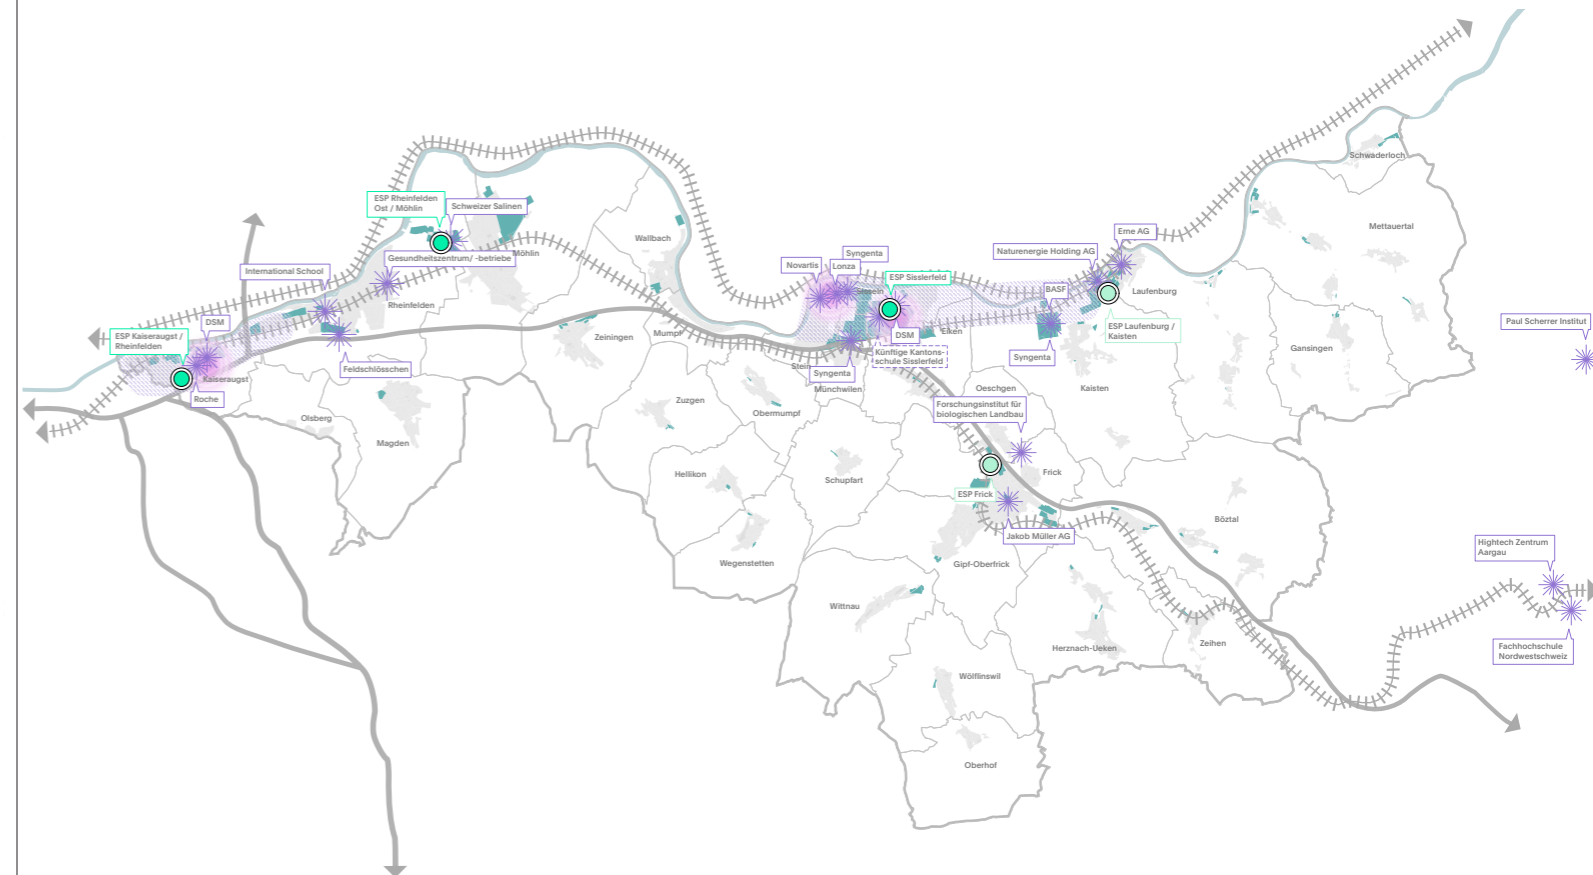 Schwaderloch
ESP Rheinfelden
Ost / Möhlin
Schweizer Salinen
Mettauertal
Wallbach
Erne AG
Naturenergie Holding AG
Möhlin
Gesundheitszentrum/ -betriebe
Syngenta
Novartis
Lonza
International School
ESP Sisslerfeld
Sisseln
BASF
Laufenburg
Rheinfelden
DSM
Paul Scherrer Institut
ESP Kaiseraugst /
Rheinfelden
ESP Laufenburg /
Kaisten
Mumpf
Zeiningen
Eiken
DSM
Gansingen
Künftige Kantons-
schule Sisslerfeld
Syngenta
Feldschlösschen
Stein
Syngenta
Kaiseraugst
Münchwilen
Oeschgen
Kaisten
Roche
Zuzgen
Obermumpf
Forschungsinstitut für
biologischen Landbau
Olsberg
Magden
Hellikon
Schupfart
Frick
ESP Frick
Böztal
Jakob Müller AG
Hightech Zentrum
Aargau
Wegenstetten
Gipf-Oberfrick
Wittnau
Zeihen
Herznach-Ueken
Fachhochschule
Nordwestschweiz
Wölflinswil
Oberhof